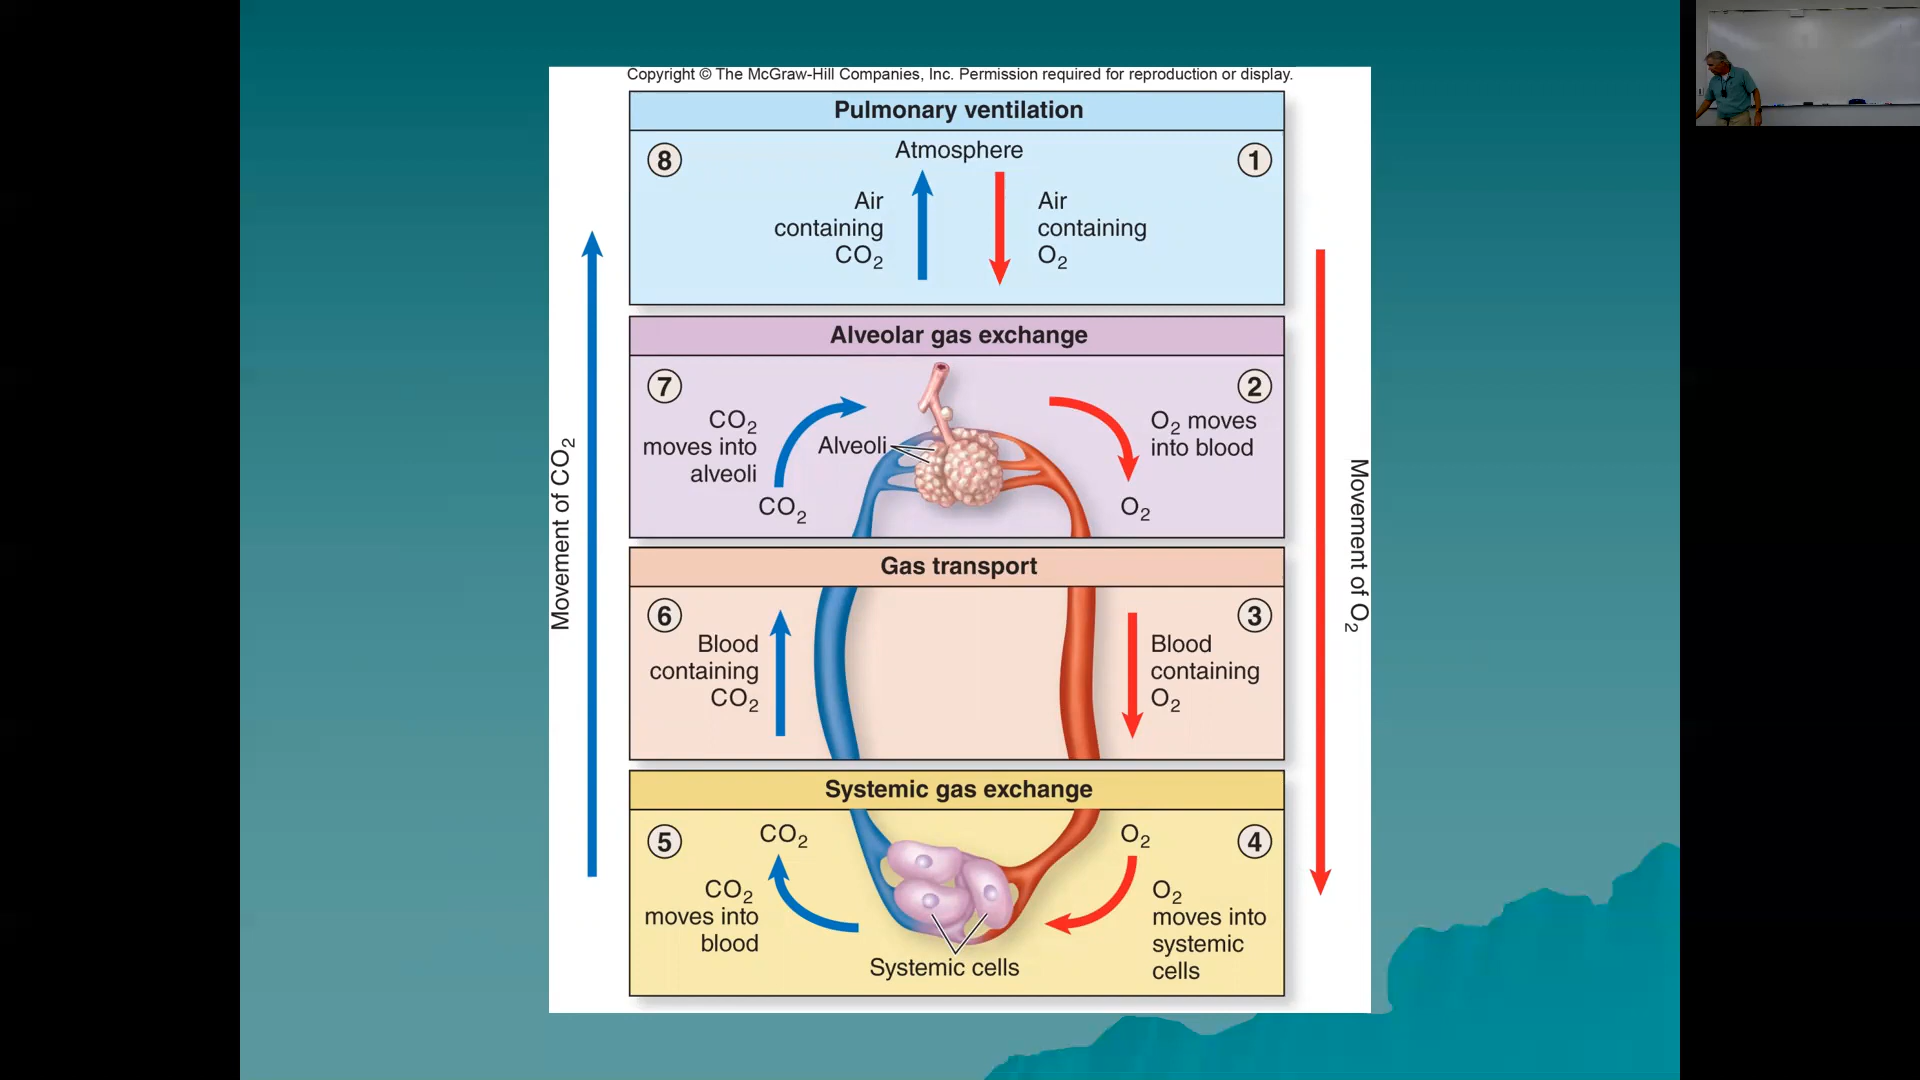 Copyright © The McGraw-Hill Companies, Inc. Permission required for reproduction or display.
Pulmonary ventilation
8
Atmosphere
1
Air
containing
CO₂
Air
containing
O₂
Alveolar gas exchange
7
CO₂
moves into
alveoli
CO₂
Alveoli
2
O₂ moves
into blood
O₂
Gas transport
6
Blood
containing
CO₂
3
Blood
containing
O₂
Systemic gas exchange
5
CO₂
CO₂
moves into
blood
Systemic cells
O₂
4
O₂
moves into
systemic
cells
Movement of CO₂
Movement of O₂